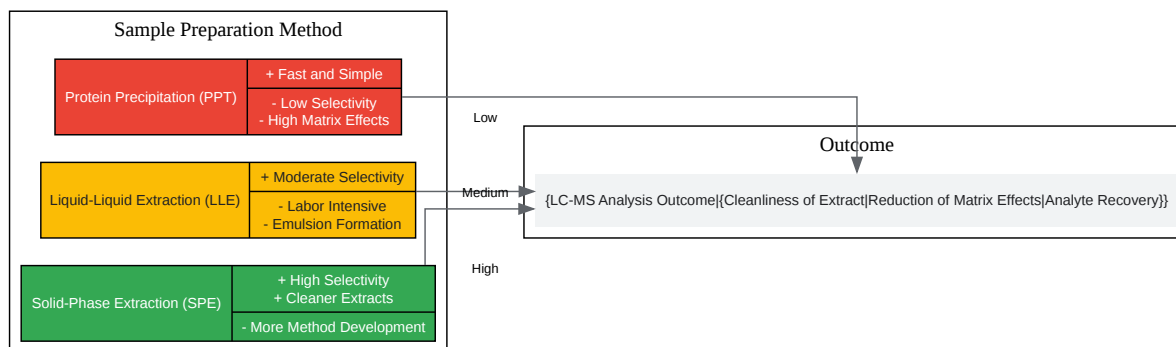 Sample Preparation Method
Protein Precipitation (PPT)
+ Fast and Simple
- Low Selectivity
- High Matrix Effects
Low
Outcome
{LC-MS Analysis Outcome|{Cleanliness of Extract|Reduction of Matrix Effects|Analyte Recovery}}
Liquid-Liquid Extraction (LLE)
+ Moderate Selectivity
- Labor Intensive
- Emulsion Formation
Medium
High
Solid-Phase Extraction (SPE)
+ High Selectivity
+ Cleaner Extracts
- More Method Development